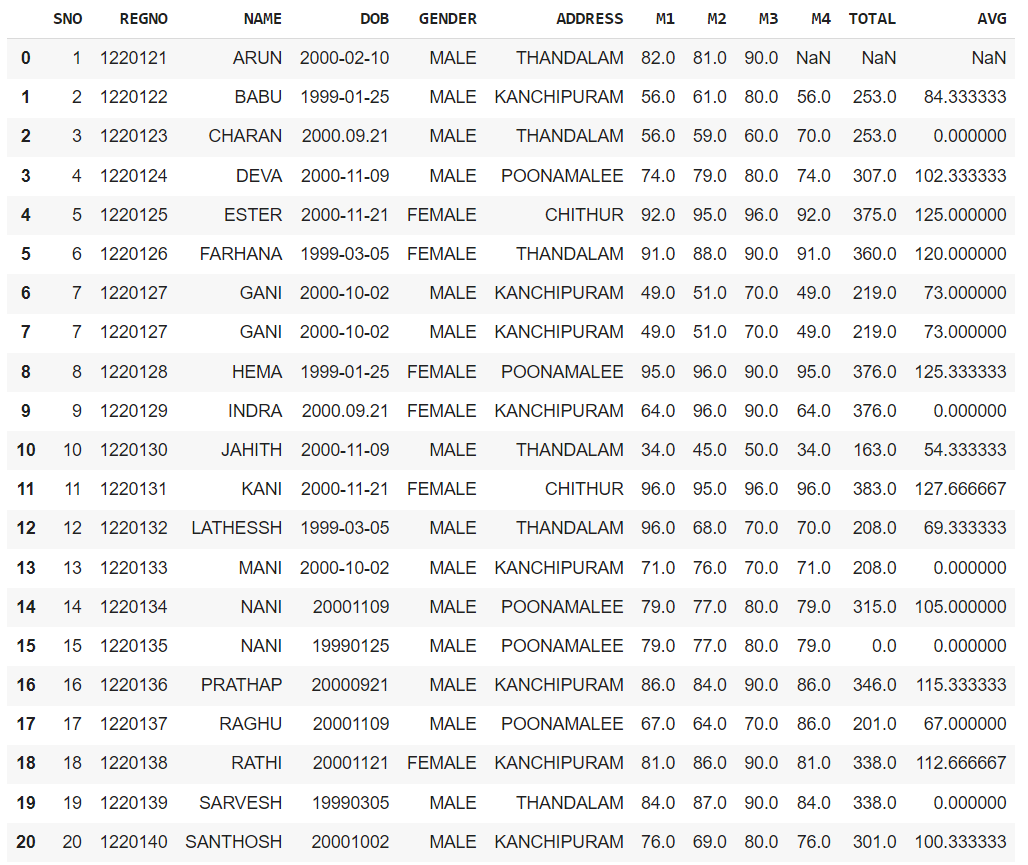 SNO REGNO NAME DOB GENDER ADDRESS M1 M2 M3 M4 TOTAL AVG
0 1 1220121 ARUN 2000-02-10 MALE THANDALAM 82.0 81.0 90.0 NaN NaN NaN
1 2 1220122 BABU 1999-01-25 MALE KANCHIPURAM 56.0 61.0 80.0 56.0 253.0 84.333333
2 3 1220123 CHARAN 2000.09.21 MALE THANDALAM 56.0 59.0 60.0 70.0 253.0 0.000000
3 4 1220124 DEVA 2000-11-09 MALE POONAMALEE 74.0 79.0 80.0 74.0 307.0 102.333333
4 5 1220125 ESTER 2000-11-21 FEMALE CHITHUR 92.0 95.0 96.0 92.0 375.0 125.000000
5 6 1220126 FARHANA 1999-03-05 FEMALE THANDALAM 91.0 88.0 90.0 91.0 360.0 120.000000
6 7 1220127 GANI 2000-10-02 MALE KANCHIPURAM 49.0 51.0 70.0 49.0 219.0 73.000000
7 7 1220127 GANI 2000-10-02 MALE KANCHIPURAM 49.0 51.0 70.0 49.0 219.0 73.000000
8 8 1220128 HEMA 1999-01-25 FEMALE POONAMALEE 95.0 96.0 90.0 95.0 376.0 125.333333
9 9 1220129 INDRA 2000.09.21 FEMALE KANCHIPURAM 64.0 96.0 90.0 64.0 376.0 0.000000
10 10 1220130 JAHITH 2000-11-09 MALE THANDALAM 34.0 45.0 50.0 34.0 163.0 54.333333
11 11 1220131 KANI 2000-11-21 FEMALE CHITHUR 96.0 95.0 96.0 96.0 383.0 127.666667
12 12 1220132 LATHESSH 1999-03-05 MALE THANDALAM 96.0 68.0 70.0 70.0 208.0 69.333333
13 13 1220133 MANI 2000-10-02 MALE KANCHIPURAM 71.0 76.0 70.0 71.0 208.0 0.000000
14 14 1220134 NANI 20001109 MALE POONAMALEE 79.0 77.0 80.0 79.0 315.0 105.000000
15 15 1220135 NANI 19990125 MALE POONAMALEE 79.0 77.0 80.0 79.0 0.0 0.000000
16 16 1220136 PRATHAP 20000921 MALE KANCHIPURAM 86.0 84.0 90.0 86.0 346.0 115.333333
17 17 1220137 RAGHU 20001109 MALE POONAMALEE 67.0 64.0 70.0 86.0 201.0 67.000000
18 18 1220138 RATHI 20001121 FEMALE KANCHIPURAM 81.0 86.0 90.0 81.0 338.0 112.666667
19 19 1220139 SARVESH 19990305 MALE THANDALAM 84.0 87.0 90.0 84.0 338.0 0.000000
20 20 1220140 SANTHOSH 20001002 MALE KANCHIPURAM 76.0 69.0 80.0 76.0 301.0 100.333333